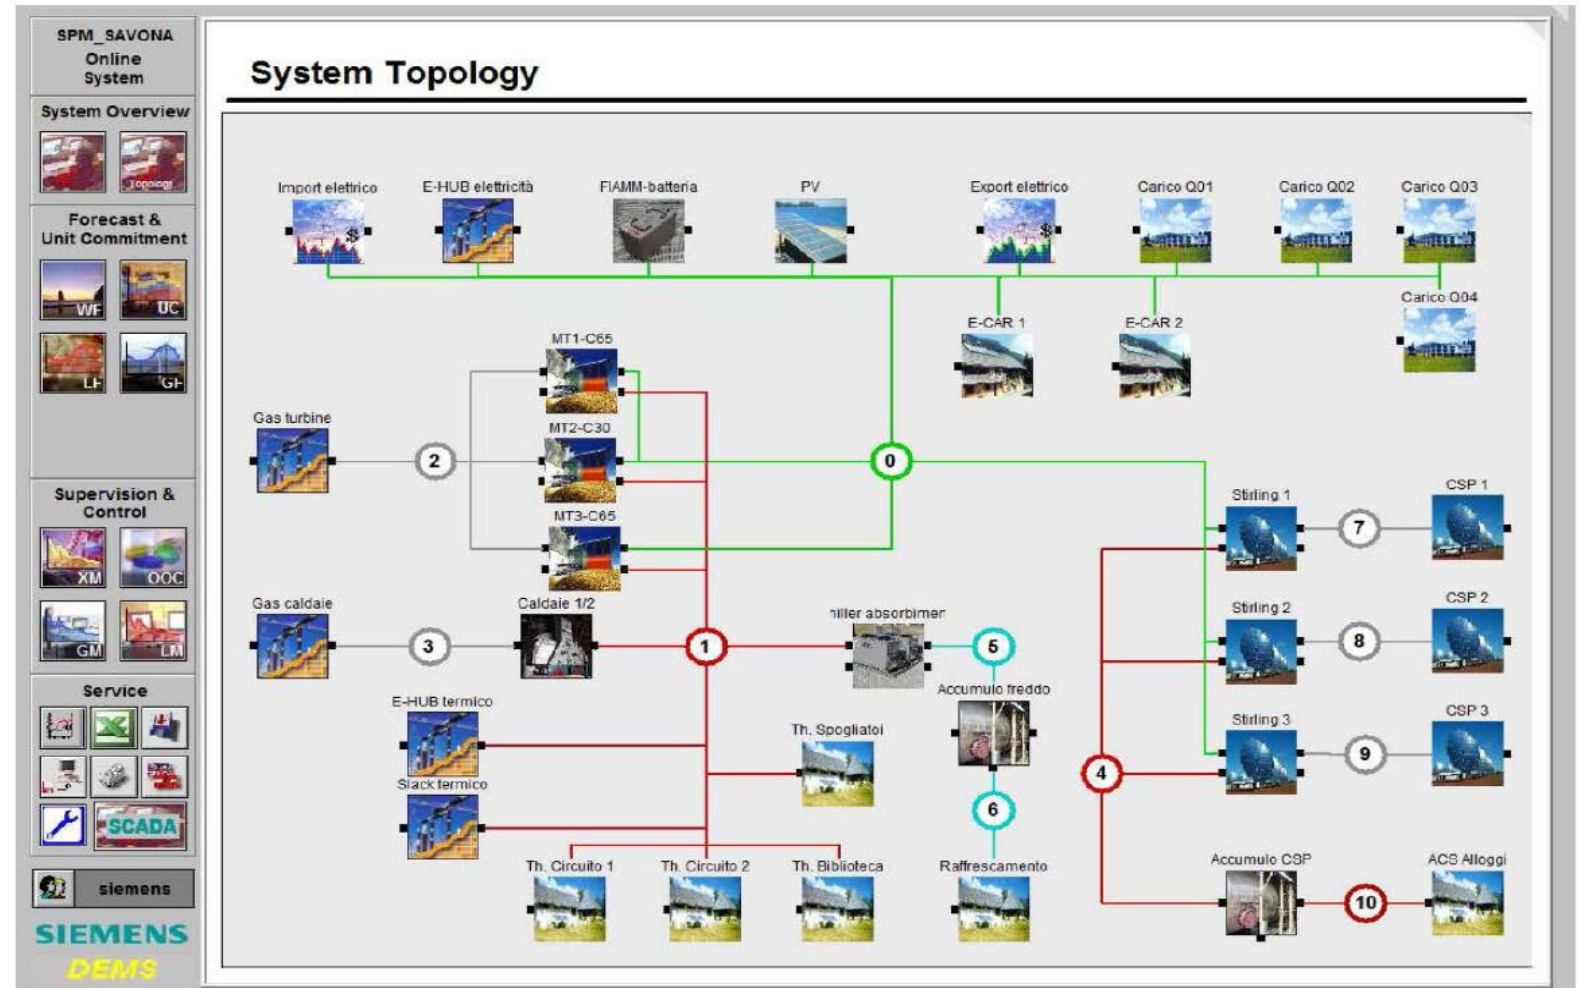 SPM_SAVONA
Online
System
System Overview
Topology
Forecast &
Unit Commitment
WF
UC
LF
GF
Supervision &
Control
XM
OOC
GM
LM
Service
SCADA
siemens
SIEMENS
DEMS
System Topology
Import elettrico
E-HUB elettricità
FIAMM-batteria
PV
Export elettrico
Carico Q01
Carico Q02
Carico Q03
$
$
Carico Q04
E-CAR 1
E-CAR 2
MT1-C65
Gas turbine
MT2-C30
2
0
MT3-C65
Stirling 1
CSP 1
7
Gas caldaie
Caldaie 1/2
hiller absorbimen
Stirling 2
CSP 2
3
1
5
8
E-HUB termico
Accumulo freddo
Th. Spogliatoi
Stirling 3
CSP 3
9
Slack termico
4
6
Th. Circuito 1
Th. Circuito 2
Th. Biblioteca
Raffrescamento
Accumulo CSP
ACS Alloggi
10